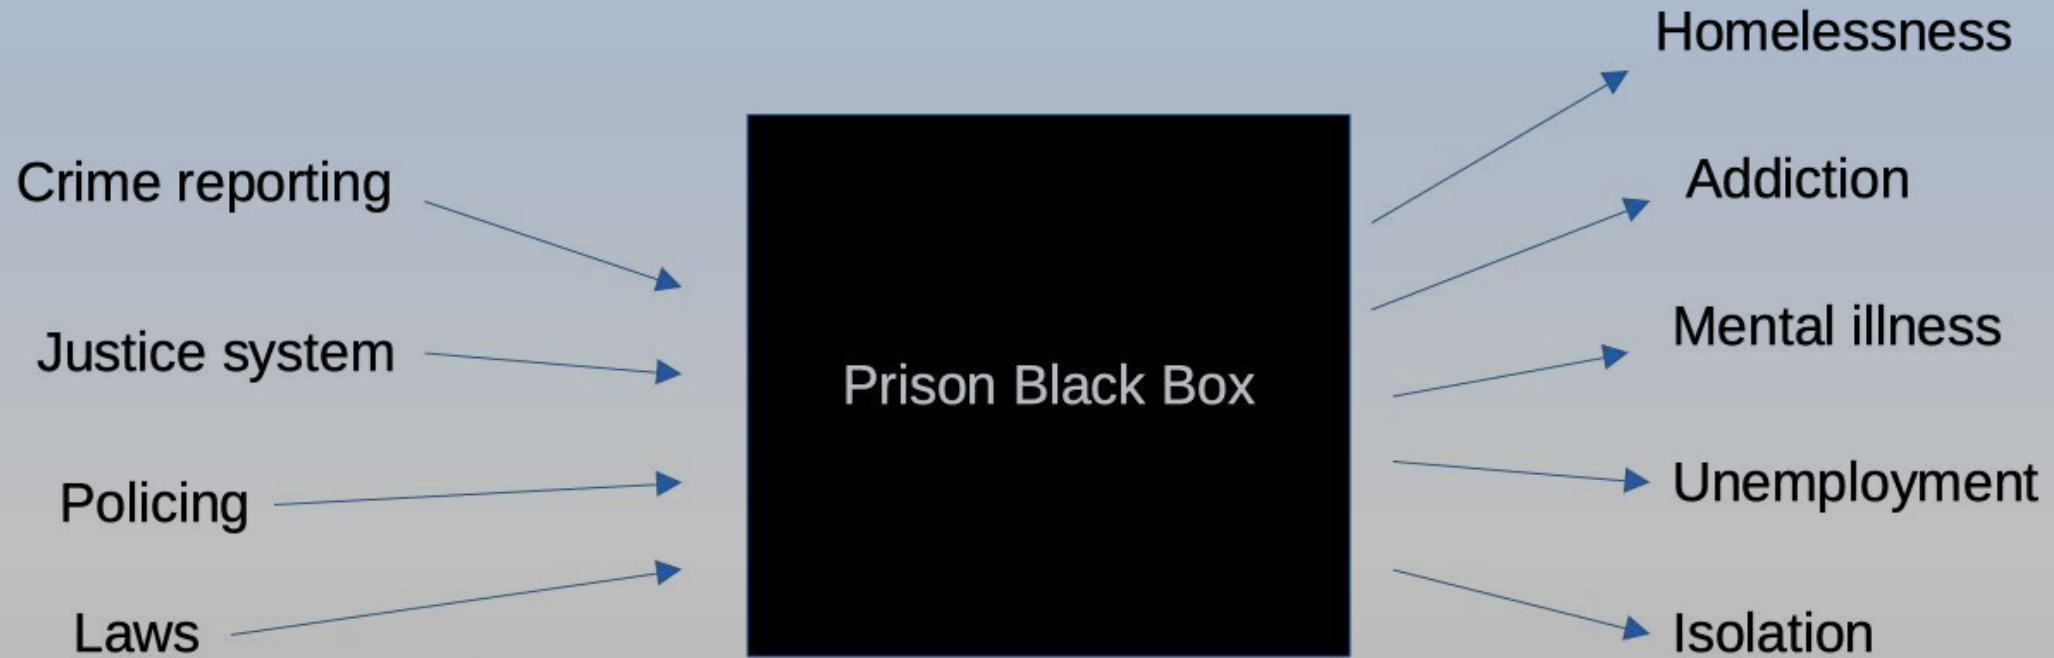 Crime reporting
Justice system
Policing
Laws
Prison Black Box
Homelessness
Addiction
Mental illness
Unemployment
Isolation